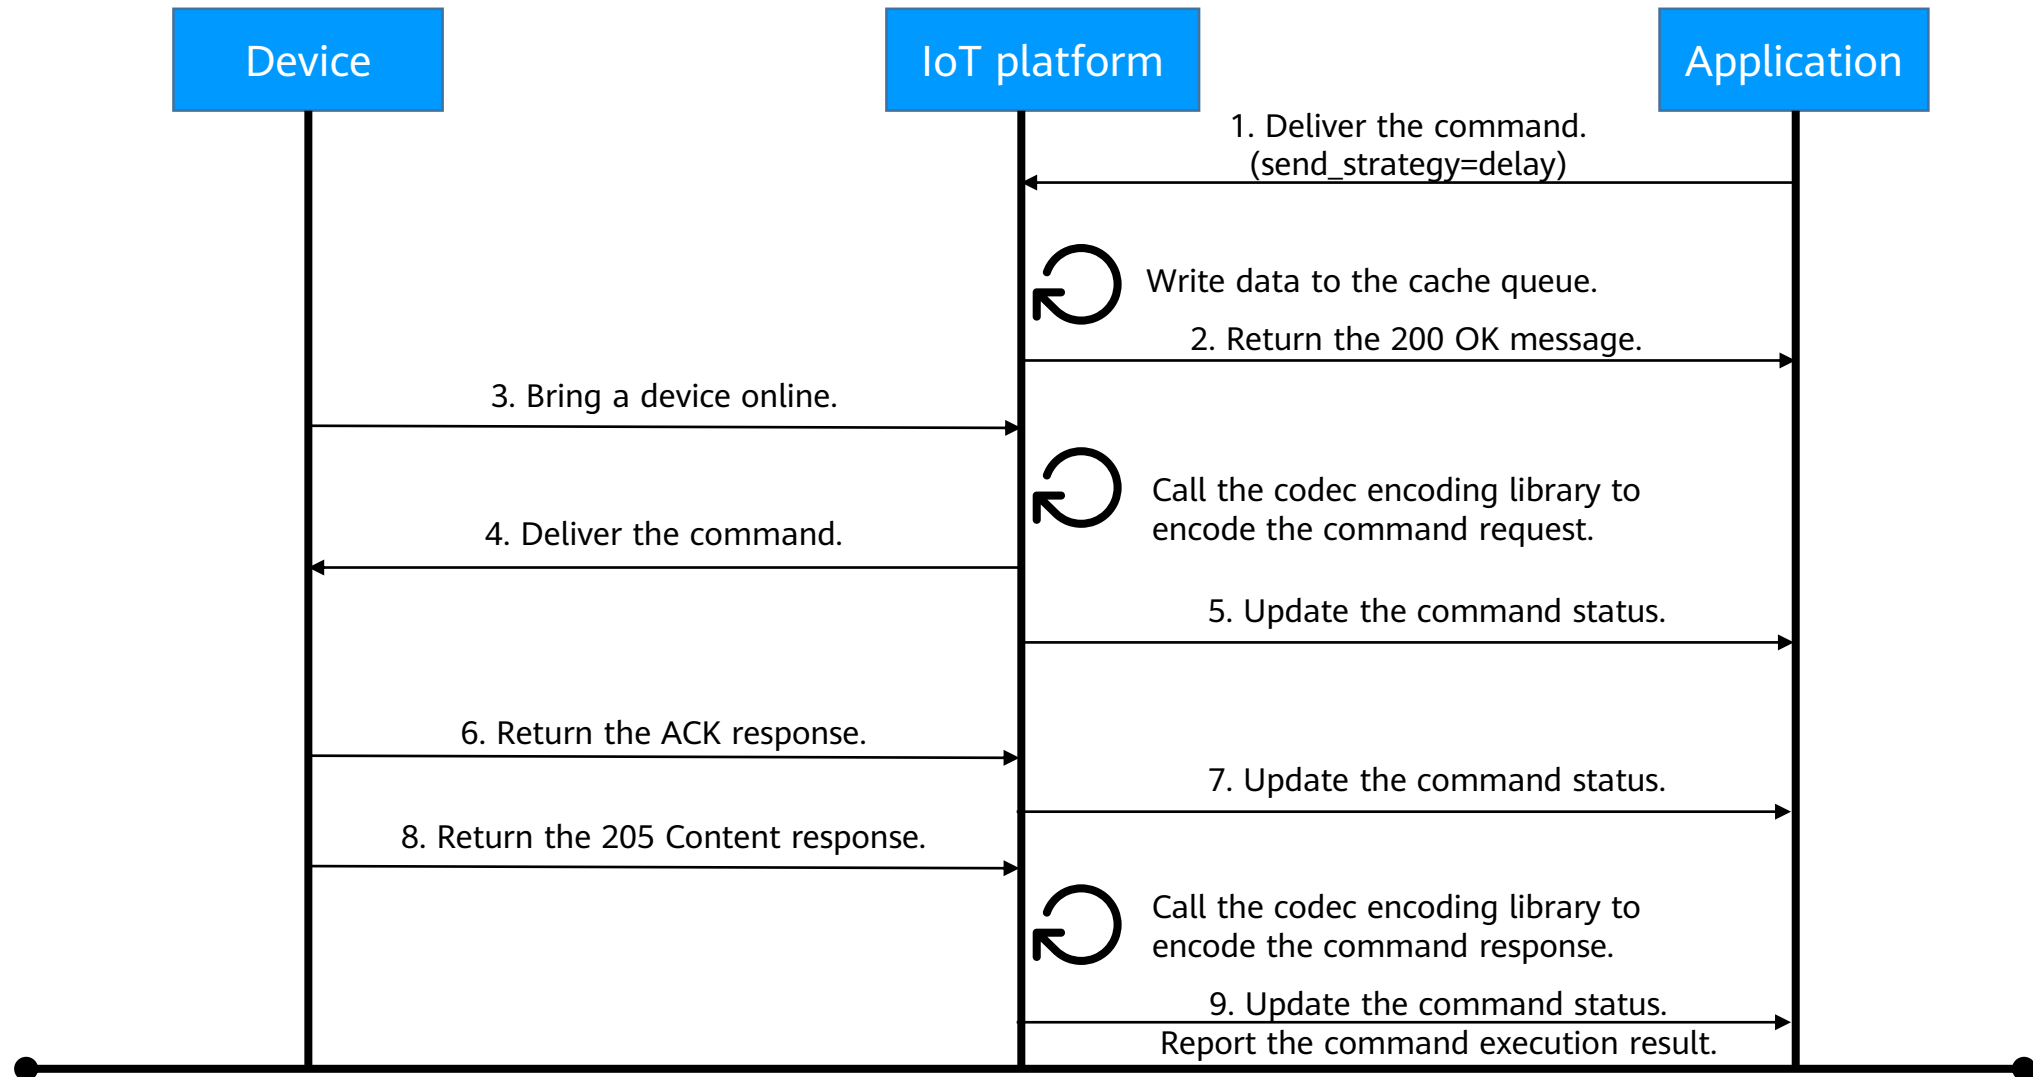 Device
IoT platform
Application
1. Deliver the command.
(send_strategy=delay)
Write data to the cache queue.
2. Return the 200 OK message.
3. Bring a device online.
Call the codec encoding library to
encode the command request.
4. Deliver the command.
5. Update the command status.
6. Return the ACK response.
7. Update the command status.
8. Return the 205 Content response.
Call the codec encoding library to
encode the command response.
9. Update the command status.
Report the command execution result.